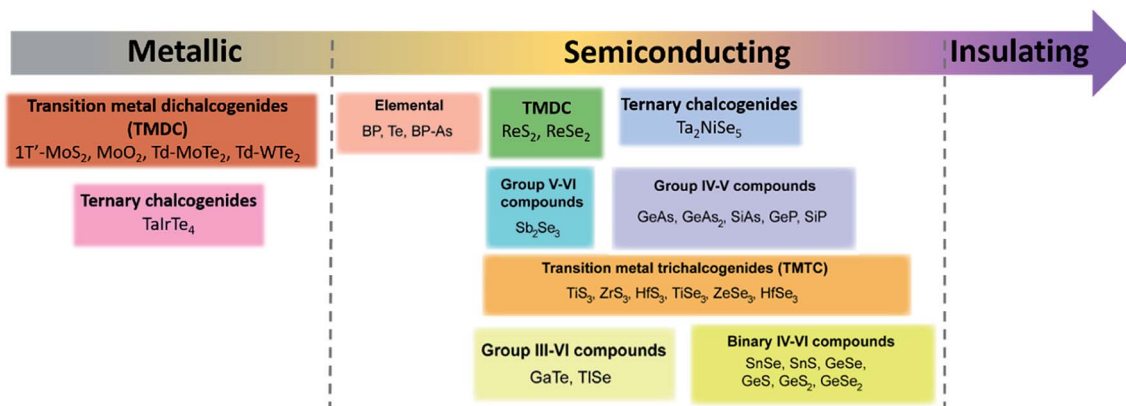 Metallic
Semiconducting
Insulating
Transition metal dichalcogenides
(TMDC)
1T′-MoS₂, MoO₂, Td-MoTe₂, Td-WTe₂
Ternary chalcogenides
TaIrTe₄
Elemental
BP, Te, BP-As
TMDC
ReS₂, ReSe₂
Ternary chalcogenides
Ta₂NiSe₅
Group V-VI
compounds
Sb₂Se₃
Group IV-V compounds
GeAs, GeAs₂, SiAs, GeP, SiP
Transition metal trichalcogenides (TMTC)
TiS₃, ZrS₃, HfS₃, TiSe₃, ZeSe₃, HfSe₃
Group III-VI compounds
GaTe, TlSe
Binary IV-VI compounds
SnSe, SnS, GeSe,
GeS, GeS₂, GeSe₂